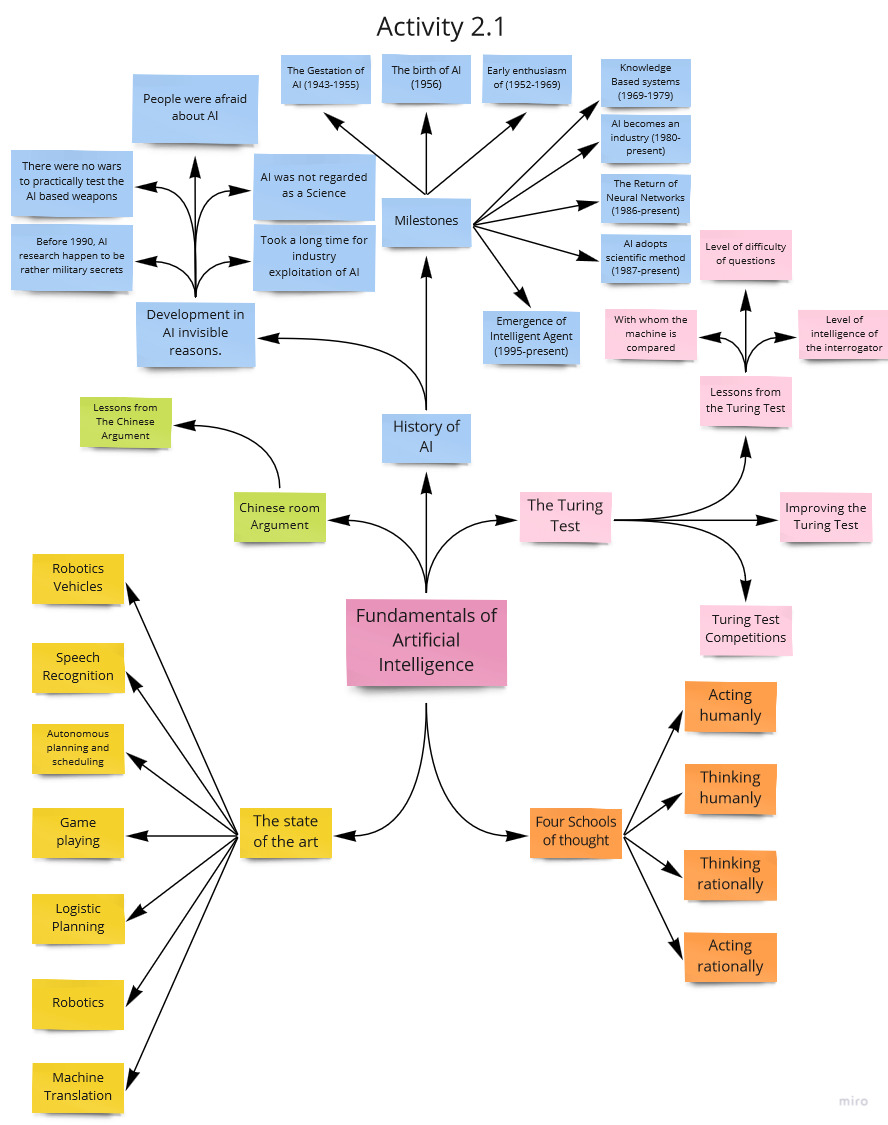 Activity 2.1
The Gestation of
AI (1943-1955)
The birth of AI
(1956)
Early enthusiasm
of (1952-1969)
Knowledge
Based systems
(1969-1979)
People were afraid
about AI
AI becomes an
industry (1980-
present)
There were no wars
to practically test the
AI based weapons
AI was not regarded
as a Science
Milestones
The Return of
Neural Networks
(1986-present)
Before 1990, AI
research happen to be
rather military secrets
Took a long time for
industry
exploitation of AI
AI adopts
scientific method
(1987-present)
Level of difficulty
of questions
Development in
AI invisible
reasons.
Emergence of
Intelligent Agent
(1995-present)
With whom the
machine is
compared
Level of
intelligence of
the interrogator
Lessons from
the Turing Test
Lessons from
The Chinese
Argument
History of
AI
Chinese room
Argument
The Turing
Test
Improving the
Turing Test
Robotics
Vehicles
Fundamentals of
Artificial
Intelligence
Turing Test
Competitions
Speech
Recognition
Acting
humanly
Autonomous
planning and
scheduling
Thinking
humanly
Game
playing
The state
of the art
Four Schools
of thought
Thinking
rationally
Logistic
Planning
Acting
rationally
Robotics
Machine
Translation
miro